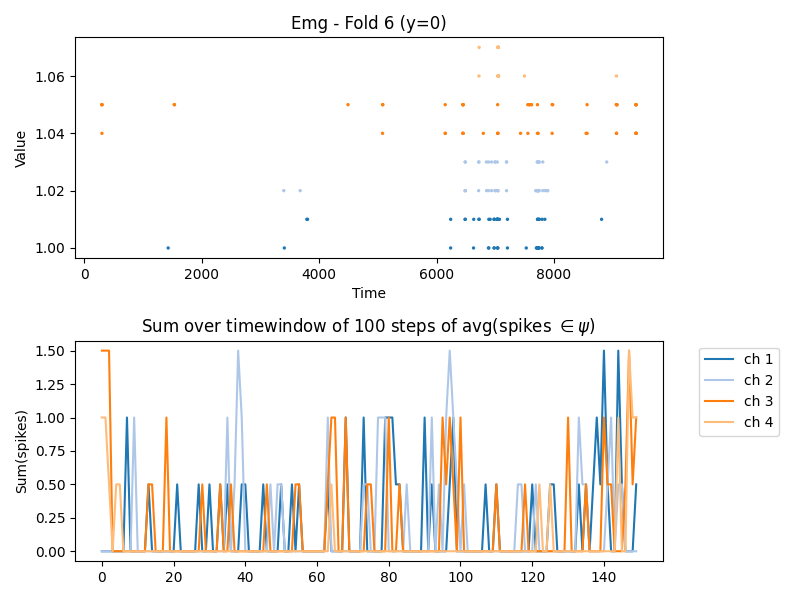 Emg - Fold 6 (y=0)
1.06
1.04
1.02
1.00
Value
0 2000 4000 6000 8000
Time
Sum over timewindow of 100 steps of avg(spikes ∈ ψ)
1.50
1.25
1.00
0.75
0.50
0.25
0.00
Sum(spikes)
0 20 40 60 80 100 120 140
ch 1
ch 2
ch 3
ch 4